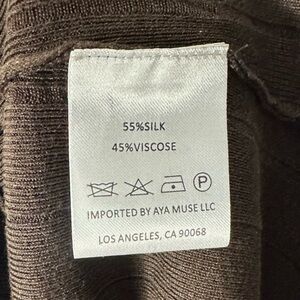 55%SILK
45%VISCOSE
P
IMPORTED BY AYA MUSE LLC
LOS ANGELES, CA 90068